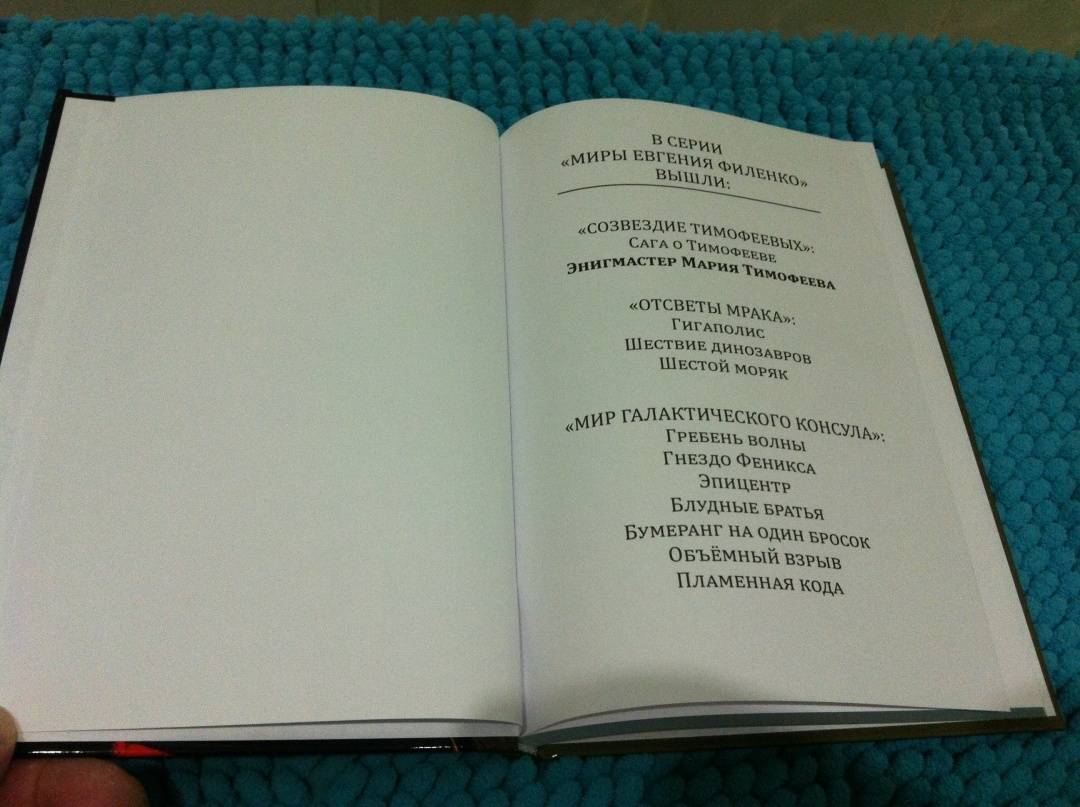 В СЕРИИ
«МИРЫ ЕВГЕНИЯ ФИЛЕНКО»
ВЫШЛИ:
«СОЗВЕЗДИЕ ТИМОФЕЕВЫХ»:
САГА О ТИМОФЕЕВЕ
ЭНИГМАСТЕР МАРИЯ ТИМОФЕЕВА
«ОТСВЕТЫ МРАКА»:
ГИГАПОЛИС
ШЕСТВИЕ ДИНОЗАВРОВ
ШЕСТОЙ МОРЯК
«МИР ГАЛАКТИЧЕСКОГО КОНСУЛА»:
ГРЕБЕНЬ ВОЛНЫ
ГНЕЗДО ФЕНИКСА
ЭПИЦЕНТР
БЛУДНЫЕ БРАТЬЯ
БУМЕРАНГ НА ОДИН БРОСОК
ОБЪЁМНЫЙ ВЗРЫВ
ПЛАМЕННАЯ КОДА